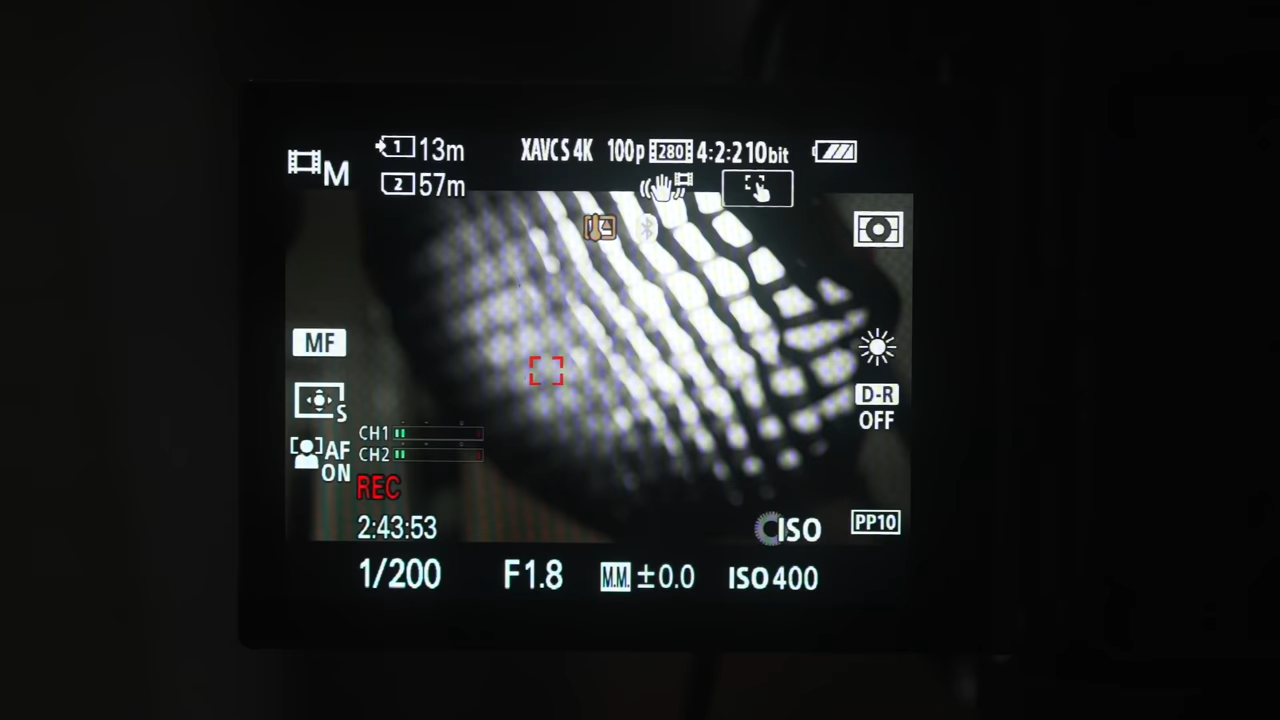 M 1 13m XAVC S 4K 100p 280 4:2:2 10bit
2 57m
MF
S
D-R
OFF
AF
ON
CH1
CH2
REC
2:43:53
ISO
PP10
1/200 F1.8 M.M. ±0.0 ISO 400